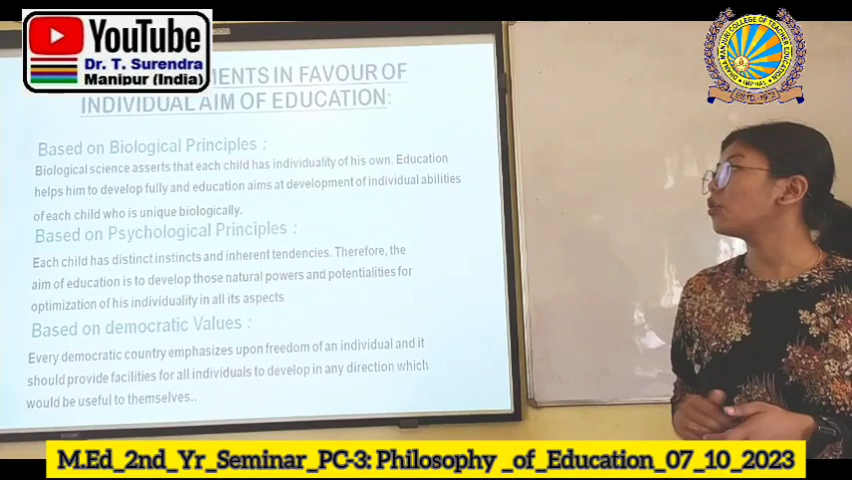 YouTube
Dr. T. Surendra
Manipur (India)
MENTS IN FAVOUR OF
INDIVIDUAL AIM OF EDUCATION:
Based on Biological Principles :
Biological science asserts that each child has individuality of his own. Education
helps him to develop fully and education aims at development of individual abilities
of each child who is unique biologically.
Based on Psychological Principles :
Each child has distinct instincts and inherent tendencies. Therefore, the
aim of education is to develop those natural powers and potentialities for
optimization of his individuality in all its aspects
Based on democratic Values :
Every democratic country emphasizes upon freedom of an individual and it
should provide facilities for all individuals to develop in any direction which
would be useful to themselves..
COLLEGE OF TEACHER EDUCATION
ESTD.-1972
M.Ed_2nd_Yr_Seminar_PC-3: Philosophy _of_Education_07_10_2023